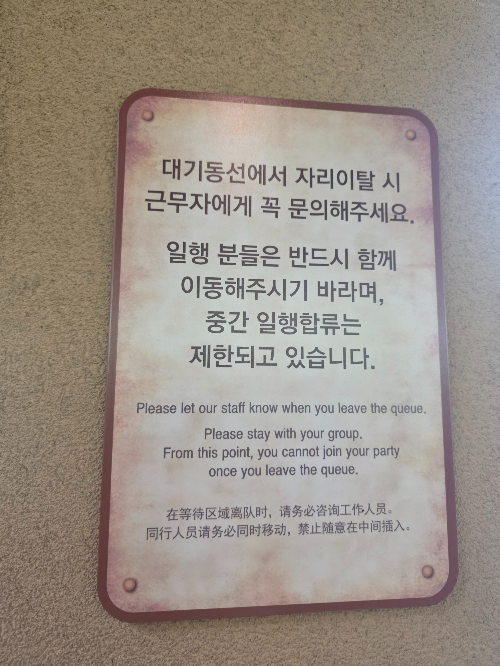 대기동선에서 자리이탈 시
근무자에게 꼭 문의해주세요.
일행 분들은 반드시 함께
이동해주시기 바라며,
중간 일행합류는
제한되고 있습니다.
Please let our staff know when you leave the queue.
Please stay with your group.
From this point, you cannot join your party
once you leave the queue.
在等待区域离队时，请务必咨询工作人员。
同行人员请务必同时移动，禁止随意在中间插入。